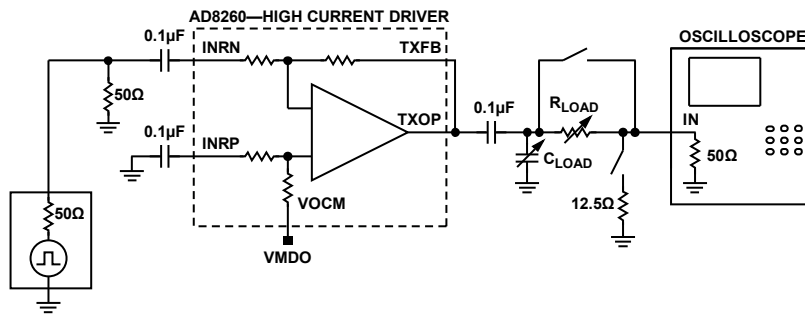 AD8260—HIGH CURRENT DRIVER
OSCILLOSCOPE
0.1µF
INRN
TXFB
50Ω
0.1µF
INRP
TXOP
0.1µF
RLOAD
IN
CLOAD
50Ω
50Ω
VOCM
12.5Ω
VMDO